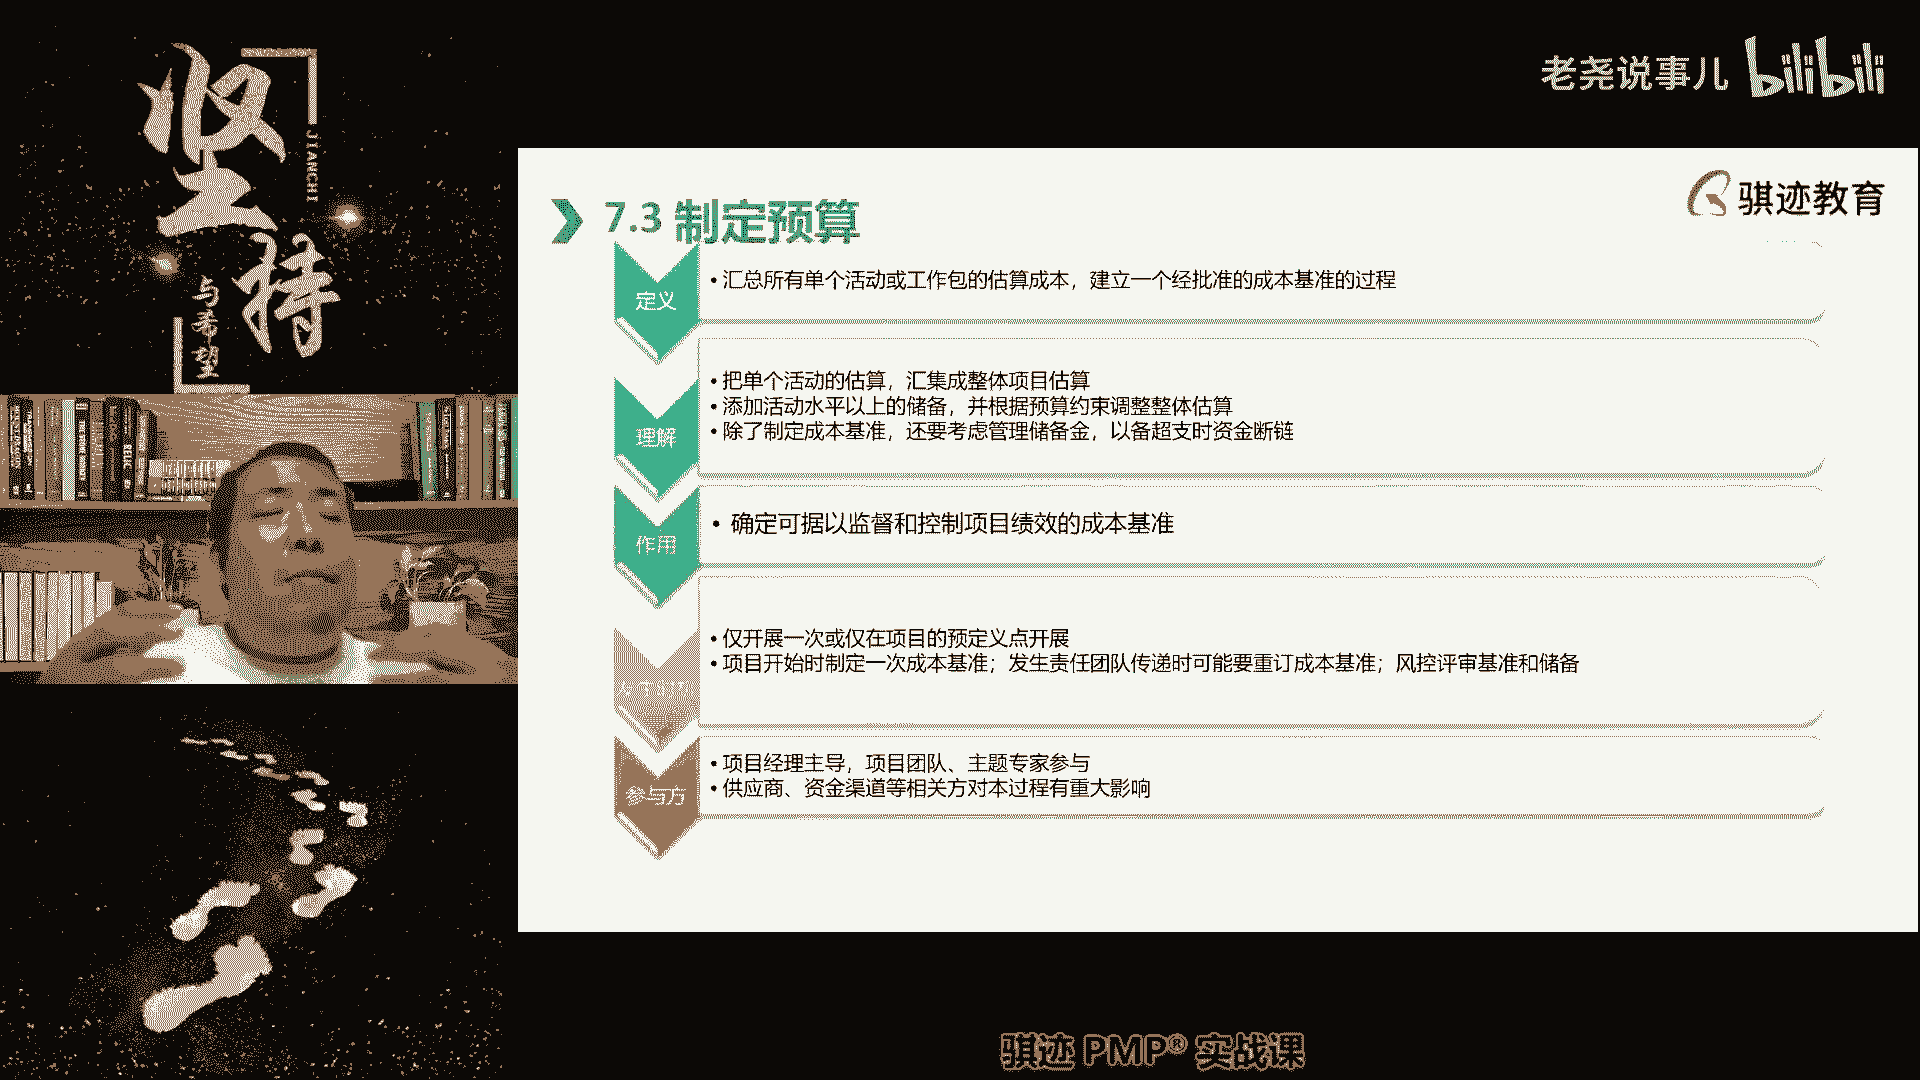 坚持
JIANCHI
与希望
老尧说事儿 bilibili
骐迹教育
7.3 制定预算
定义
• 汇总所有单个活动或工作包的估算成本，建立一个经批准的成本基准的过程
理解
• 把单个活动的估算，汇集成整体项目估算
• 添加活动水平以上的储备，并根据预算约束调整整体估算
• 除了制定成本基准，还要考虑管理储备金，以备超支时资金断链
作用
• 确定可据以监督和控制项目绩效的成本基准
• 仅开展一次或仅在项目的预定义点开展
• 项目开始时制定一次成本基准；发生责任团队传递时可能要重订成本基准；风控评审基准和储备
参与方
• 项目经理主导，项目团队、主题专家参与
• 供应商、资金渠道等相关方对本过程有重大影响
骐迹 PMP® 实战课